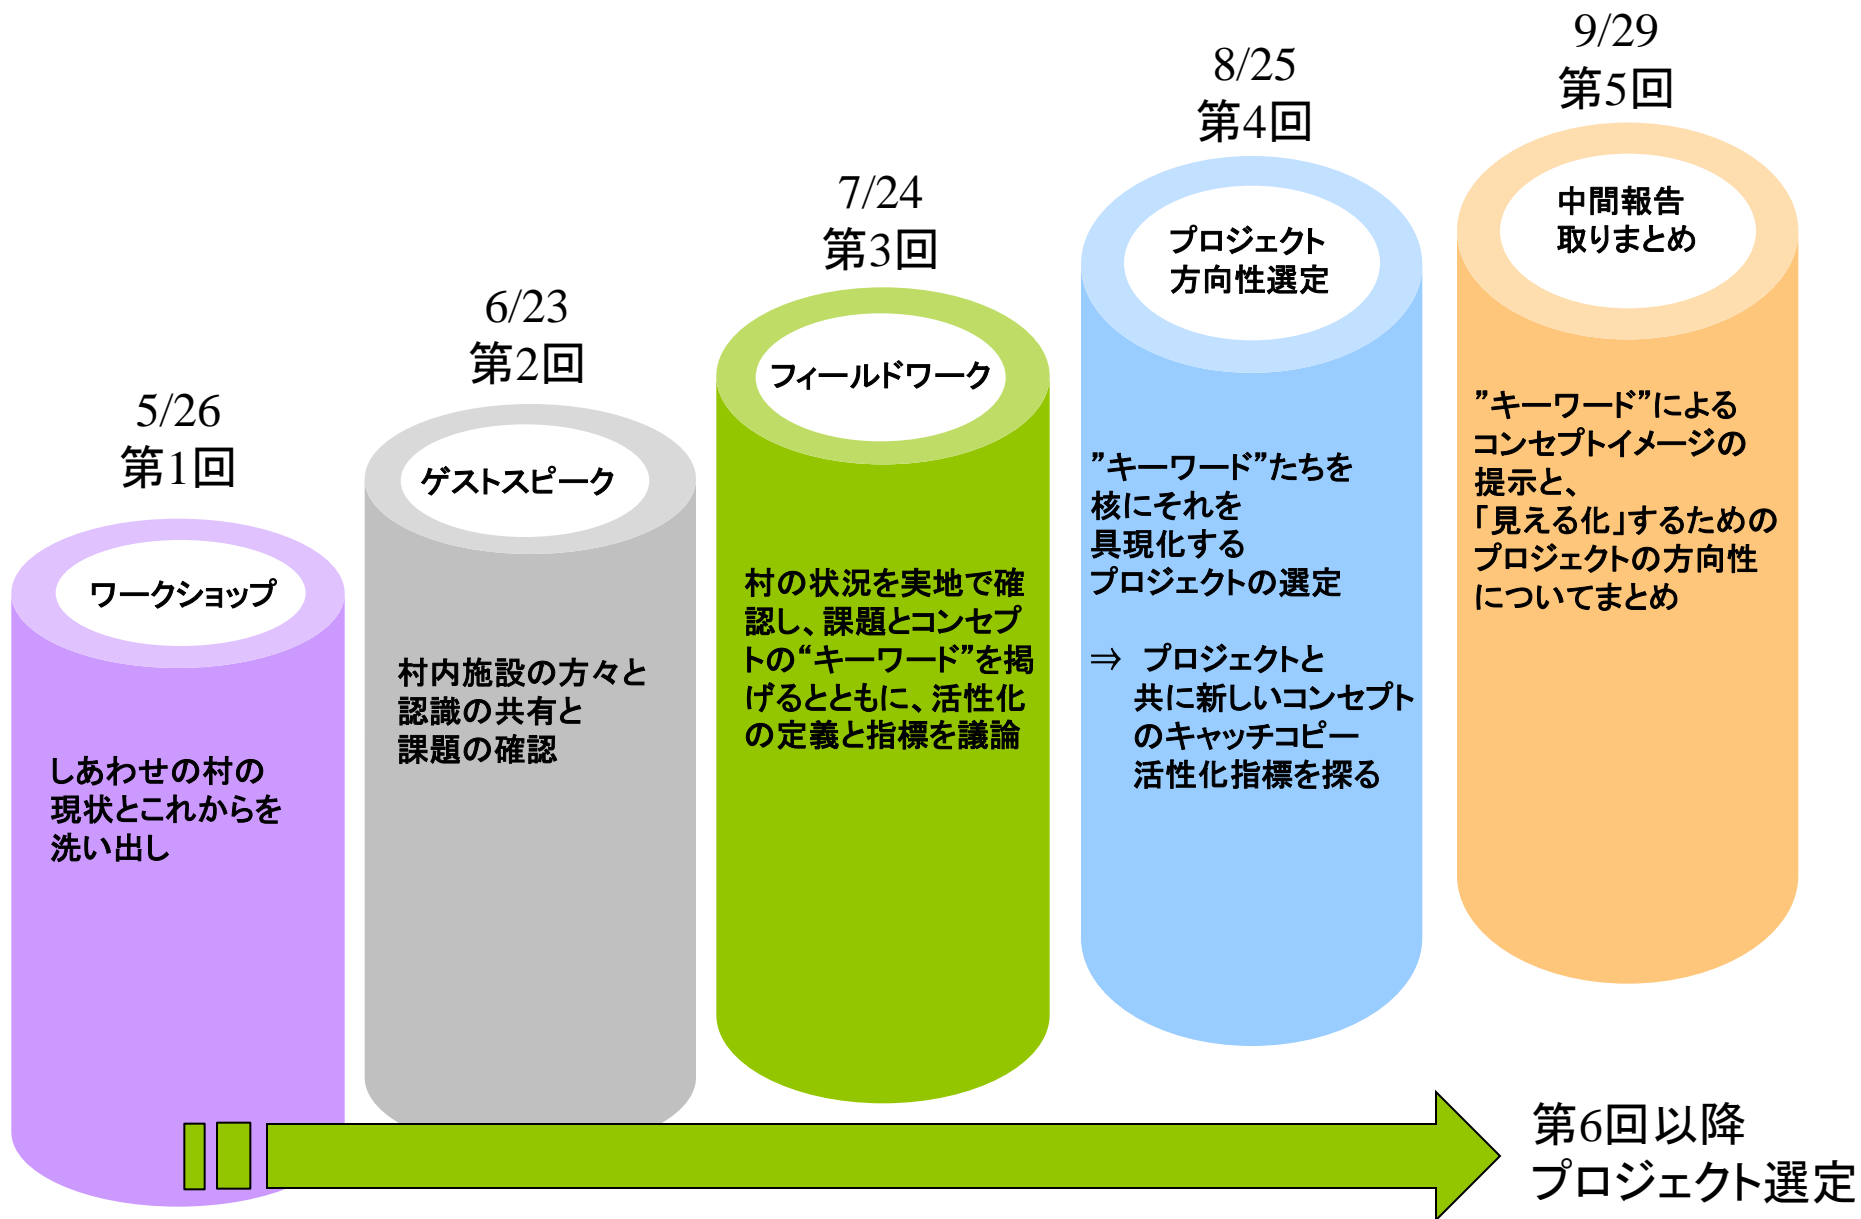 5/26
第1回
ワークショップ
しあわせの村の
現状とこれからを
洗い出し
6/23
第2回
ゲストスピーク
村内施設の方々と
認識の共有と
課題の確認
7/24
第3回
フィールドワーク
村の状況を実地で確
認し、課題とコンセプ
トの“キーワード”を掲
げるとともに、活性化
の定義と指標を議論
8/25
第4回
プロジェクト
方向性選定
”キーワード”たちを
核にそれを
具現化する
プロジェクトの選定
⇒ プロジェクトと
共に新しいコンセプト
のキャッチコピー
活性化指標を探る
9/29
第5回
中間報告
取りまとめ
”キーワード”による
コンセプトイメージの
提示と、
「見える化」するための
プロジェクトの方向性
についてまとめ
第6回以降
プロジェクト選定